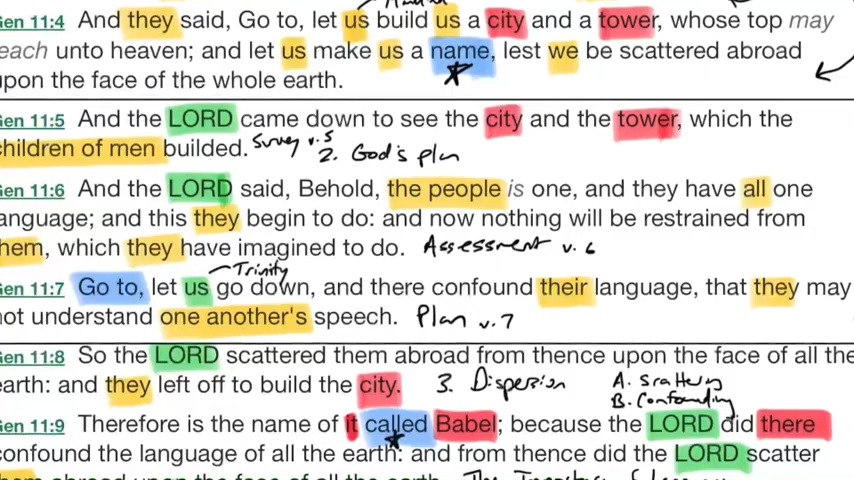 Gen 11:4 And they said, Go to, let us build us a city and a tower, whose top may
each unto heaven; and let us make us a name, lest we be scattered abroad
upon the face of the whole earth.
Gen 11:5 And the LORD came down to see the city and the tower, which the
children of men builded. Survey v.5
2. God's plan
Gen 11:6 And the LORD said, Behold, the people is one, and they have all one
language; and this they begin to do: and now nothing will be restrained from
hem, which they have imagined to do. Assessment v. 6
Trinity
Gen 11:7 Go to, let us go down, and there confound their language, that they may
not understand one another's speech. Plan v.7
Gen 11:8 So the LORD scattered them abroad from thence upon the face of all the
earth: and they left off to build the city. 3. Dispersion A. Scattering
B. Confounding
Gen 11:9 Therefore is the name of it called Babel; because the LORD did there
confound the language of all the earth: and from thence did the LORD scatter
them abroad upon the face of all the earth. The